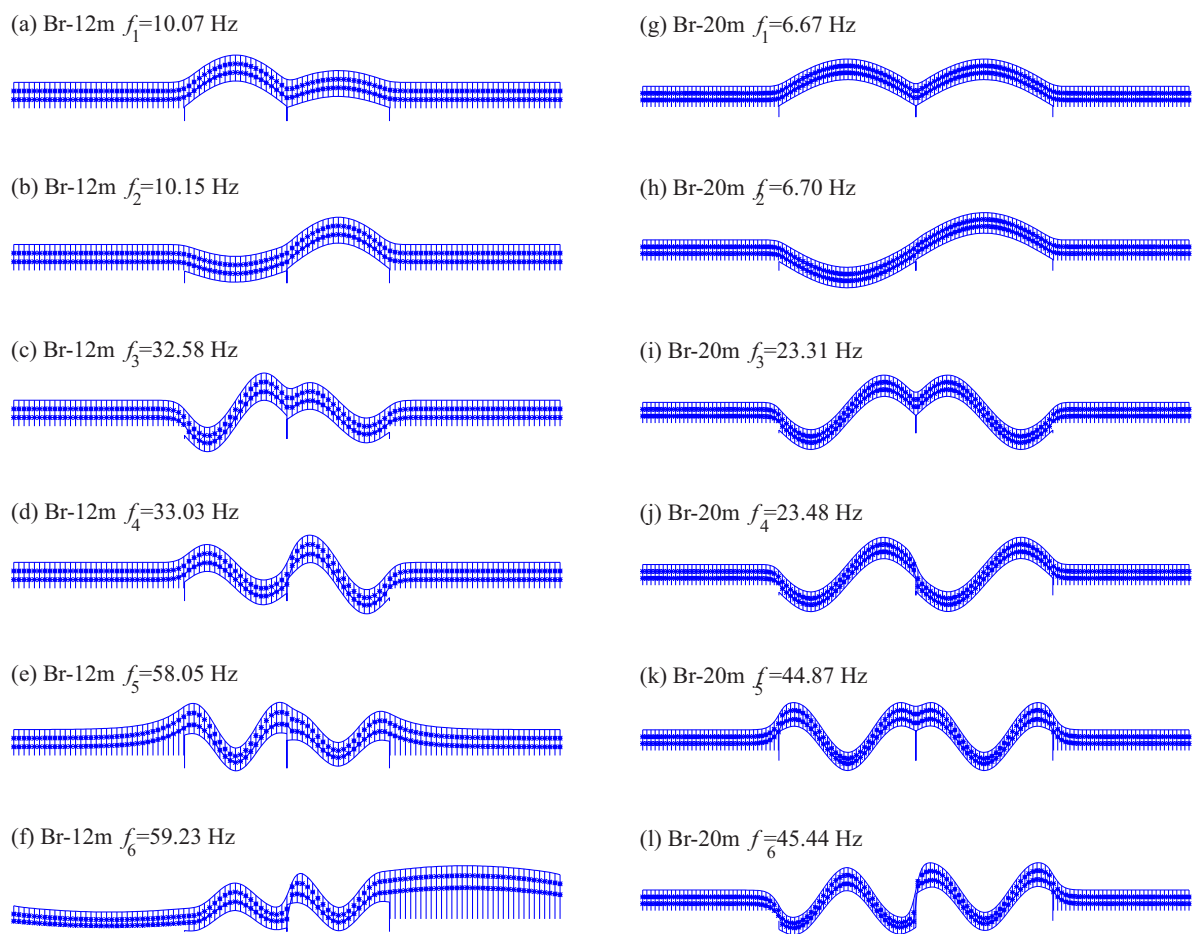 (a) Br-12m f1=10.07 Hz
(b) Br-12m f2=10.15 Hz
(c) Br-12m f3=32.58 Hz
(d) Br-12m f4=33.03 Hz
(e) Br-12m f5=58.05 Hz
(f) Br-12m f6=59.23 Hz
(g) Br-20m f1=6.67 Hz
(h) Br-20m f2=6.70 Hz
(i) Br-20m f3=23.31 Hz
(j) Br-20m f4=23.48 Hz
(k) Br-20m f5=44.87 Hz
(l) Br-20m f6=45.44 Hz